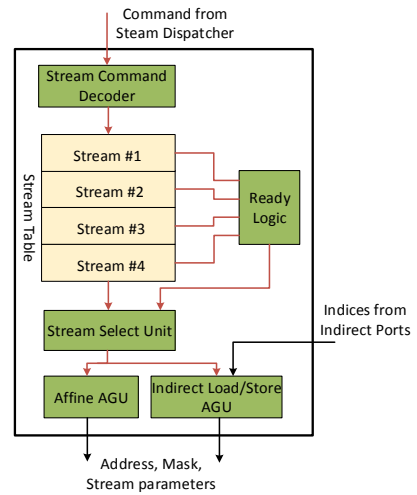 Command from
Steam Dispatcher
Stream Command
Decoder
Stream Table
Stream #1
Stream #2
Stream #3
Stream #4
Ready
Logic
Stream Select Unit
Indices from
Indirect Ports
Affine AGU
Indirect Load/Store
AGU
Address, Mask,
Stream parameters